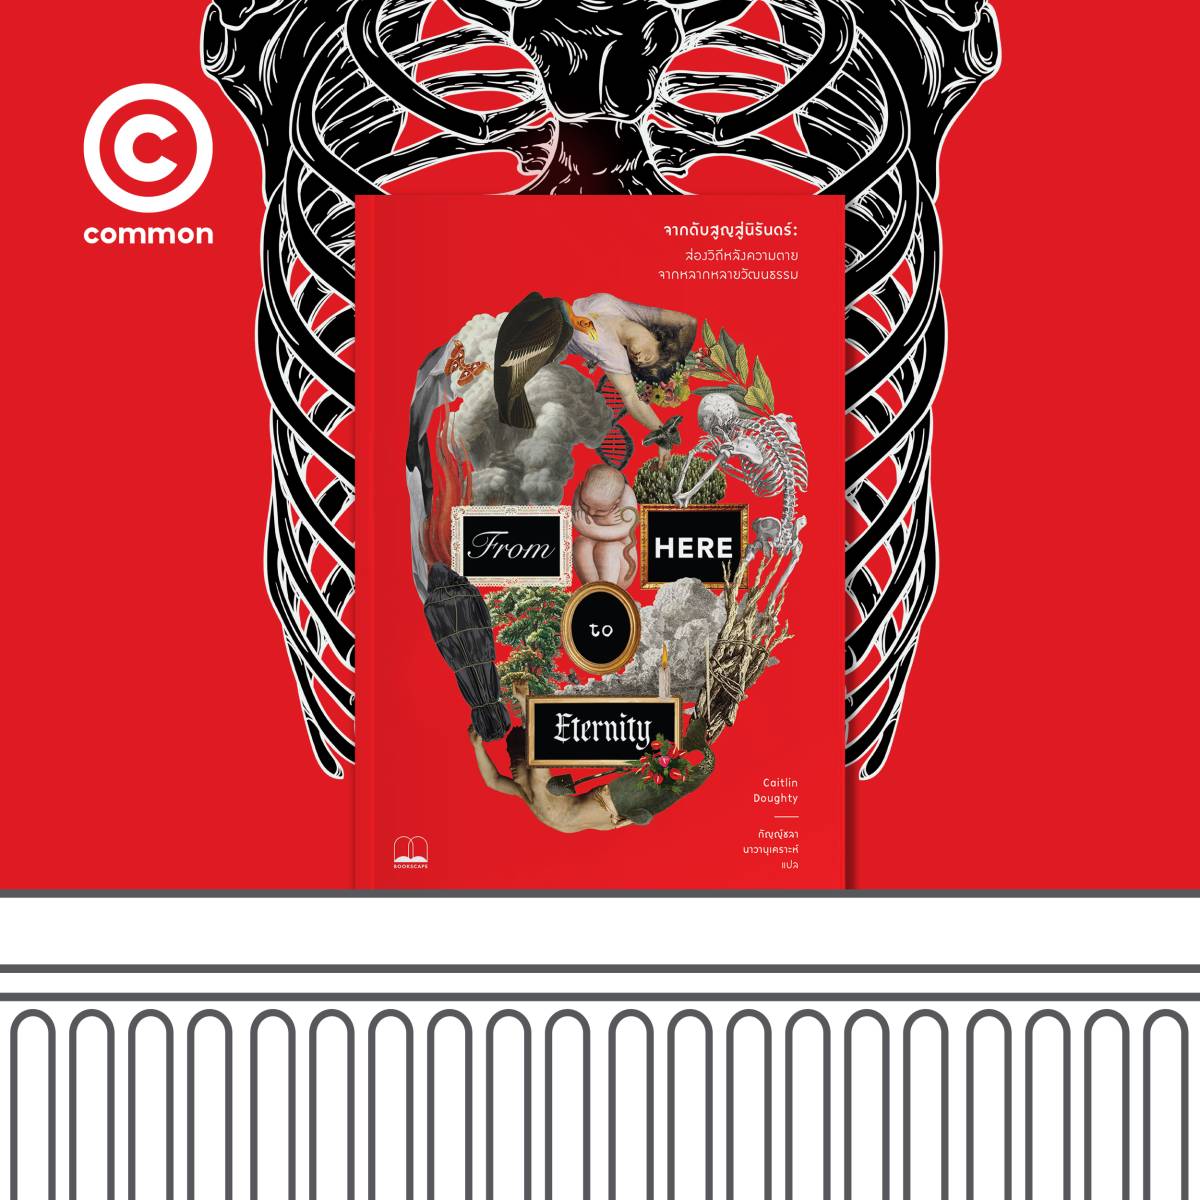 C
common
จากดับสูญสู่นิรันดร์:
ส่องวิถีหลังความตาย
จากหลากหลายวัฒนธรรม
From
HERE
to
Eternity
Caitlin
Doughty
กัญญ์ชลา
นาวานุเคราะห์
แปล
BOOKSCAPE